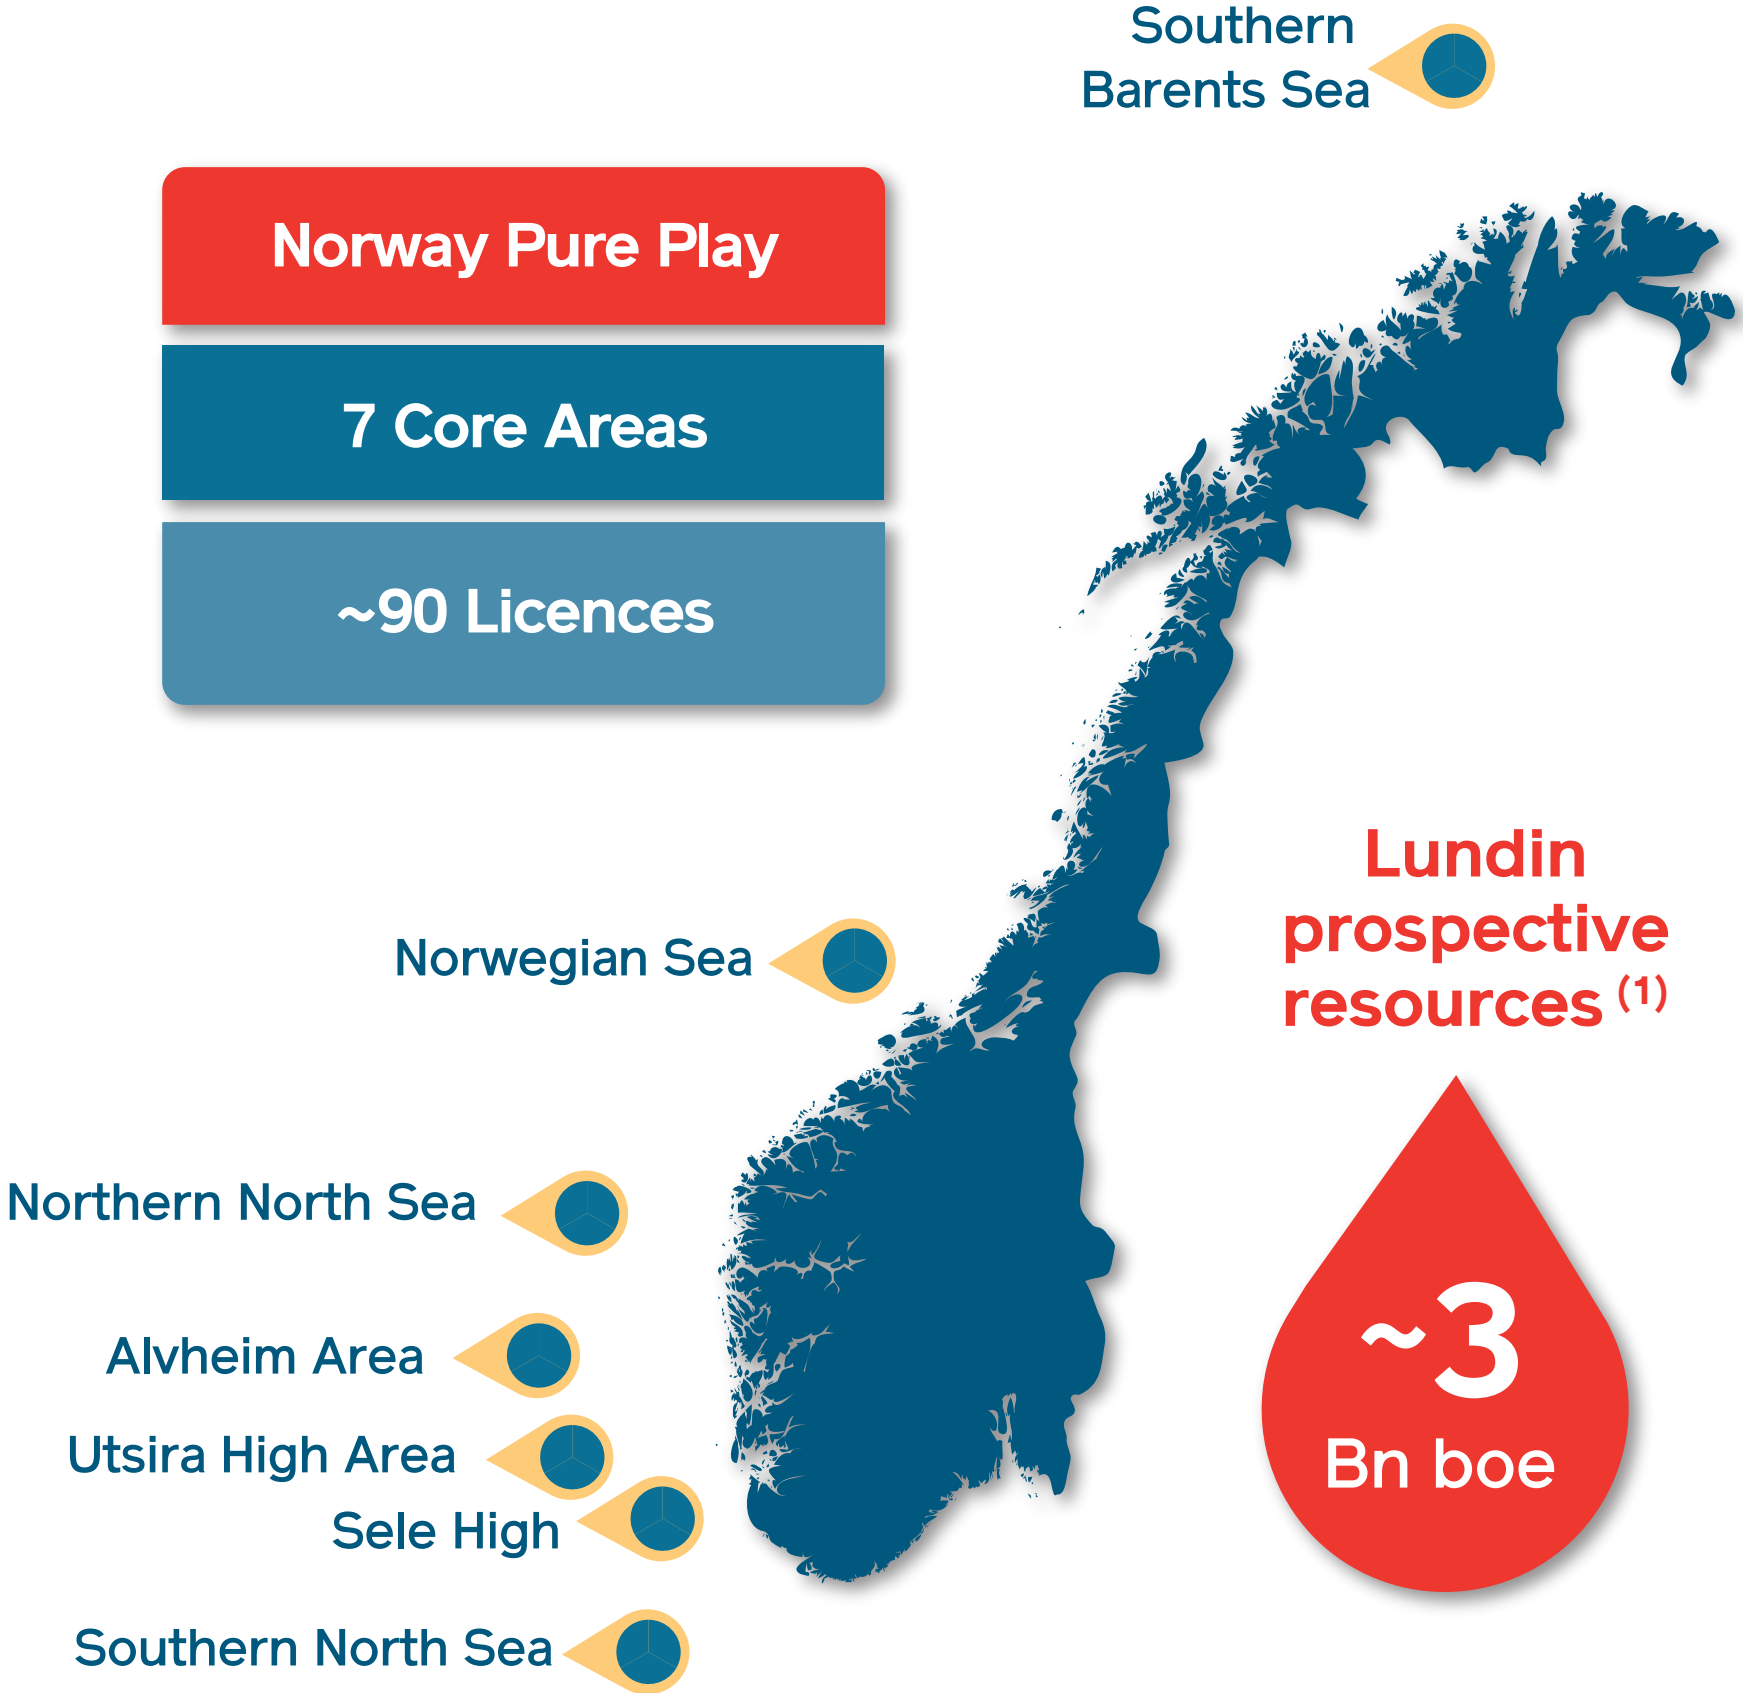 Southern
Barents Sea
Norway Pure Play
7 Core Areas
~90 Licences
Lundin
prospective
resources (1)
Norwegian Sea
Northern North Sea
~3
Alvheim Area
Utsira High Area
Bn boe
Sele High
Southern North Sea